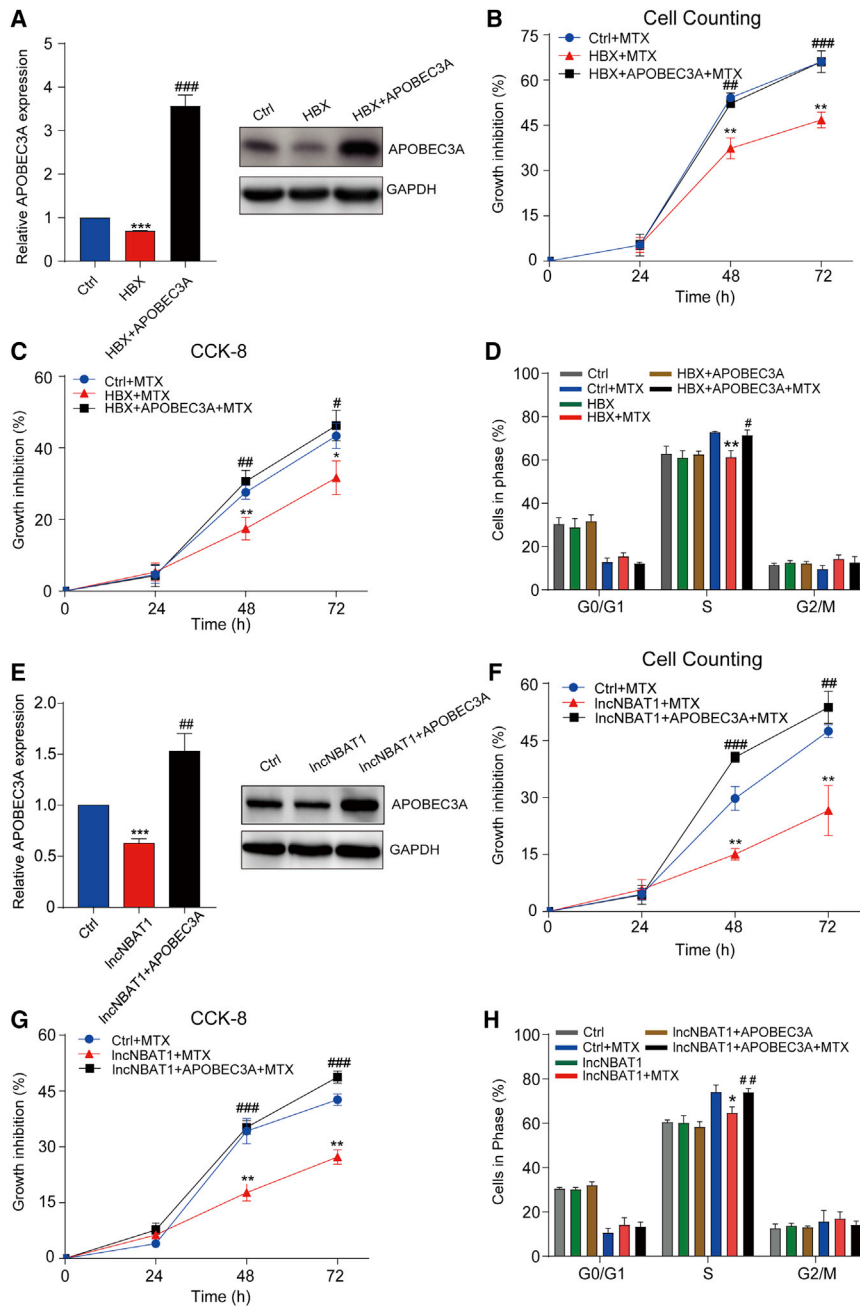 A
Relative APOBEC3A expression
5
4
3
2
1
0
***
###
Ctrl
HBX
HBX+APOBEC3A
Ctrl
HBX
HBX+APOBEC3A
APOBEC3A
GAPDH
B
Cell Counting
Ctrl+MTX
HBX+MTX
HBX+APOBEC3A+MTX
Growth inhibition (%)
75
60
45
30
15
0
##
###
**
**
0
24
48
72
Time (h)
C
CCK-8
Ctrl+MTX
HBX+MTX
HBX+APOBEC3A+MTX
Growth inhibition (%)
60
40
20
0
##
#
**
*
0
24
48
72
Time (h)
D
Ctrl
HBX+APOBEC3A
Ctrl+MTX
HBX+APOBEC3A+MTX
HBX
HBX+MTX
Cells in phase (%)
100
80
60
40
20
0
**
#
G0/G1
S
G2/M
E
Relative APOBEC3A expression
2.0
1.5
1.0
0.5
0
***
##
Ctrl
lncNBAT1
lncNBAT1+APOBEC3A
Ctrl
lncNBAT1
lncNBAT1+APOBEC3A
APOBEC3A
GAPDH
F
Cell Counting
Ctrl+MTX
lncNBAT1+MTX
lncNBAT1+APOBEC3A+MTX
Growth inhibition (%)
60
45
30
15
0
###
##
**
**
0
24
48
72
Time (h)
G
CCK-8
Ctrl+MTX
lncNBAT1+MTX
lncNBAT1+APOBEC3A+MTX
Growth inhibition (%)
60
45
30
15
0
###
###
**
**
0
24
48
72
Time (h)
H
Ctrl
lncNBAT1+APOBEC3A
Ctrl+MTX
lncNBAT1+APOBEC3A+MTX
lncNBAT1
lncNBAT1+MTX
Cells in Phase (%)
100
80
60
40
20
0
*
# #
G0/G1
S
G2/M